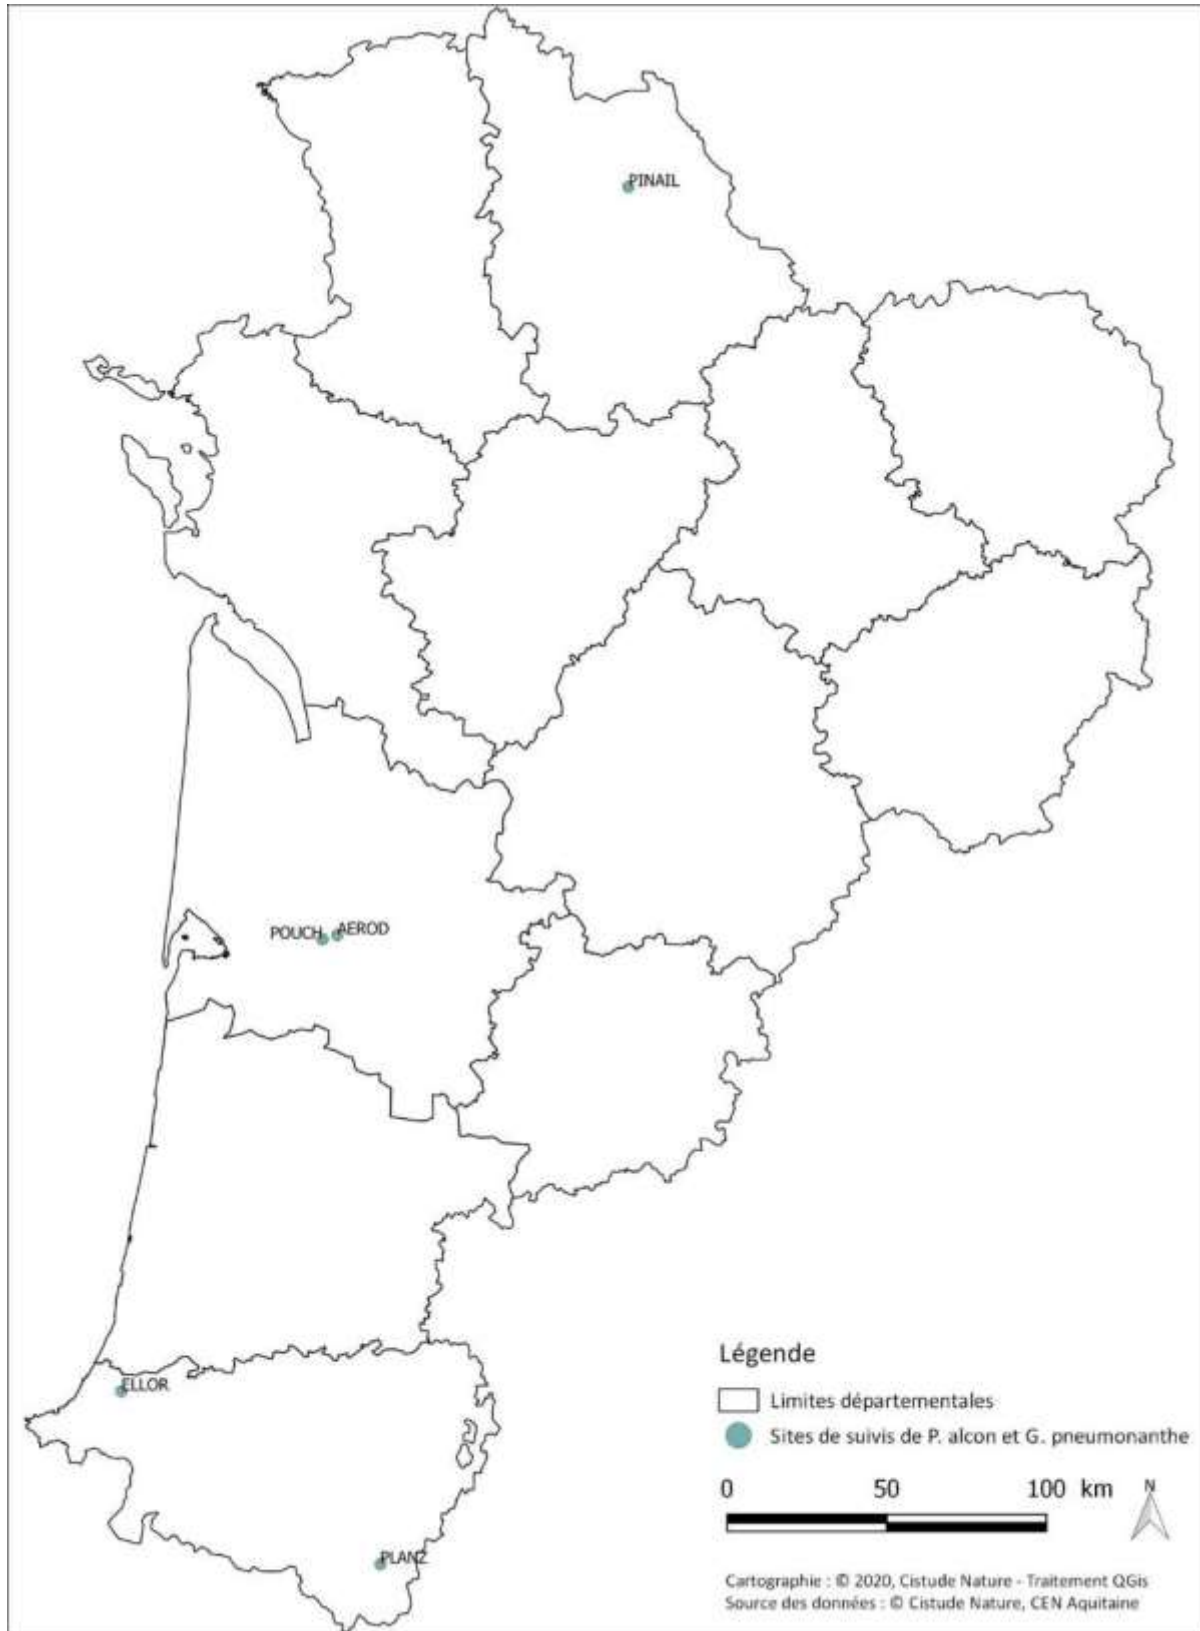 PINAIL
POUCH AEROD
ELLOR
PLANZ
Légende
Limites départementales
Sites de suivis de P. alcon et G. pneumonanthe
0 50 100 km
N
Cartographie : © 2020, Cistude Nature - Traitement QGis
Source des données : © Cistude Nature, CEN Aquitaine